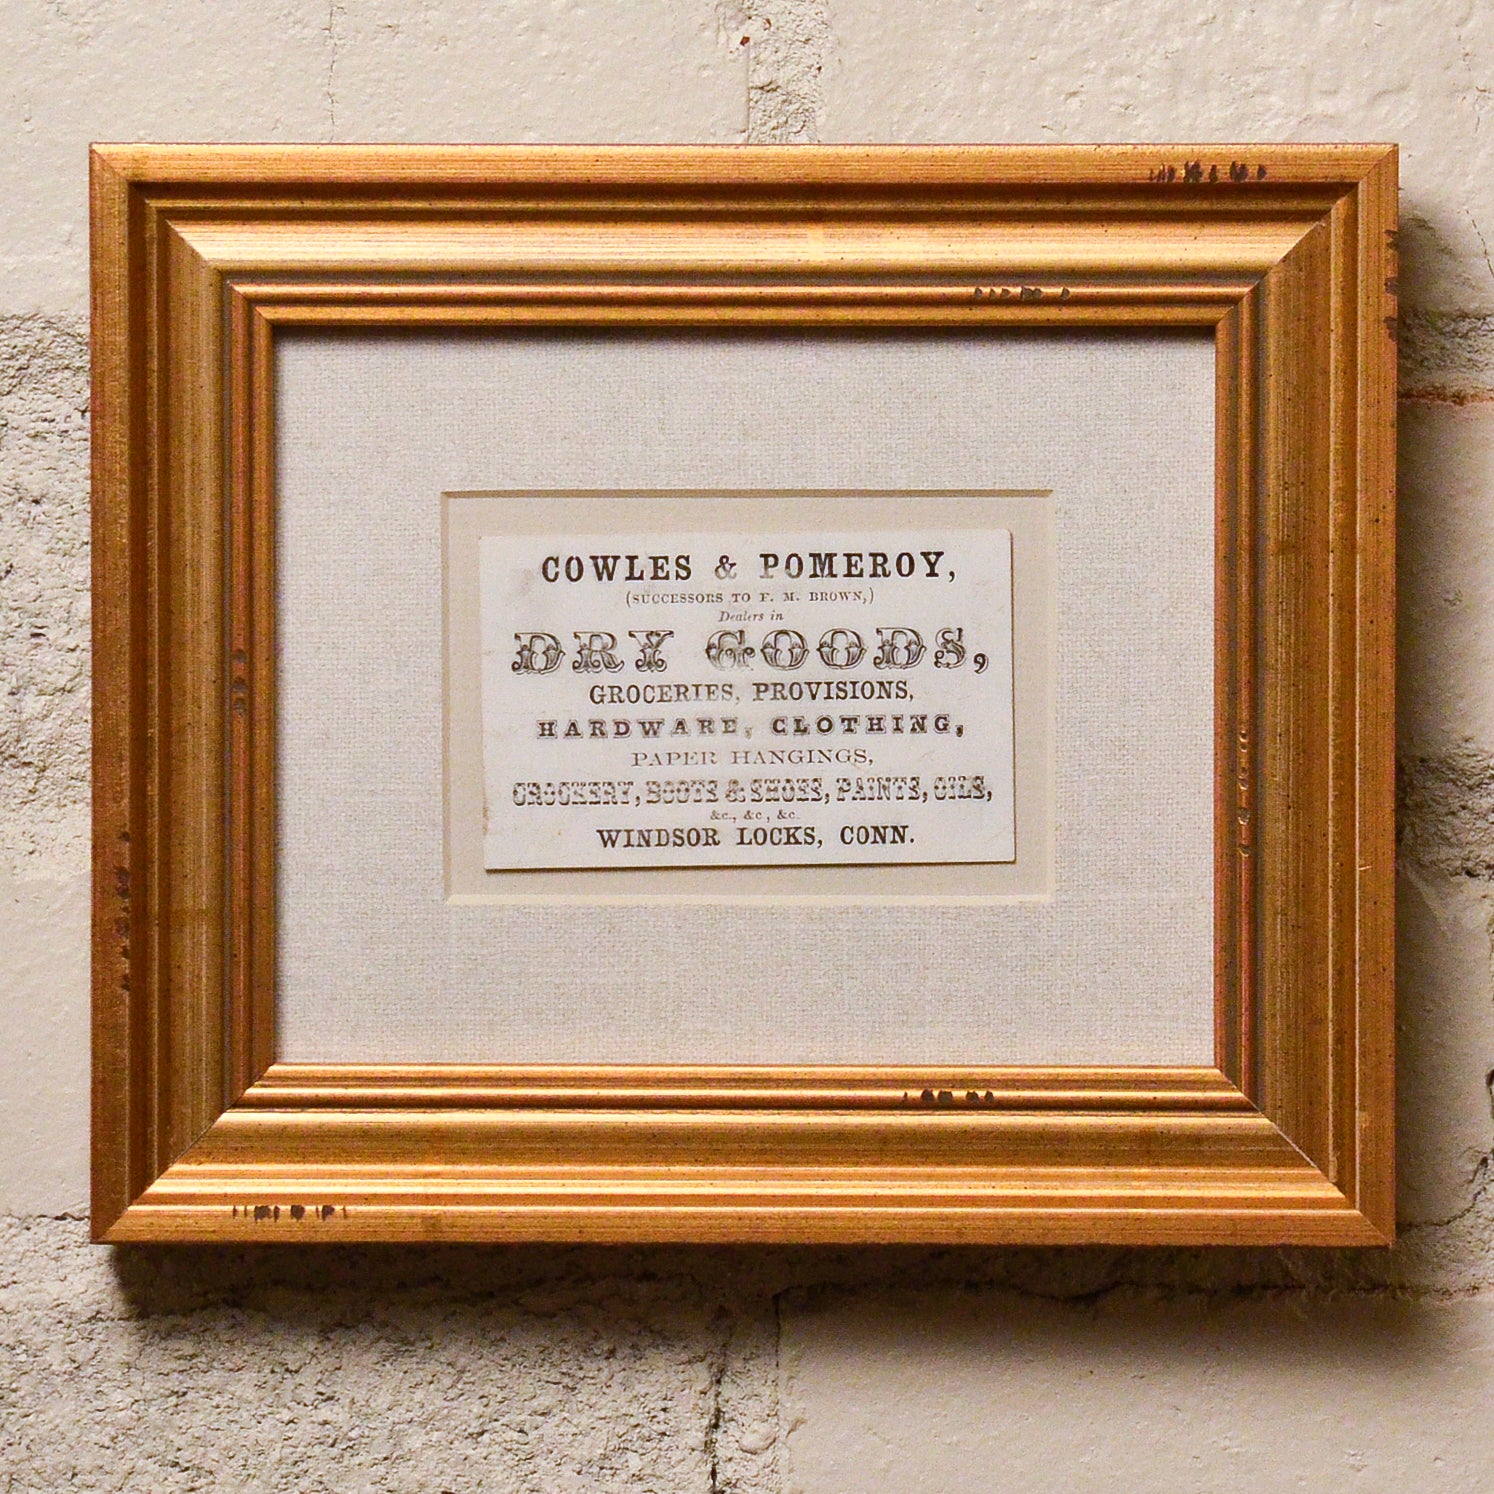 COWLES & POMEROY,
(SUCCESSORS TO F. M. BROWN,)
Dealers in
DRY GOODS,
GROCERIES, PROVISIONS,
HARDWARE, CLOTHING,
PAPER HANGINGS,
CROCKERY, BOOTS & SHOES, PAINTS, OILS,
&c., &c., &c.
WINDSOR LOCKS, CONN.